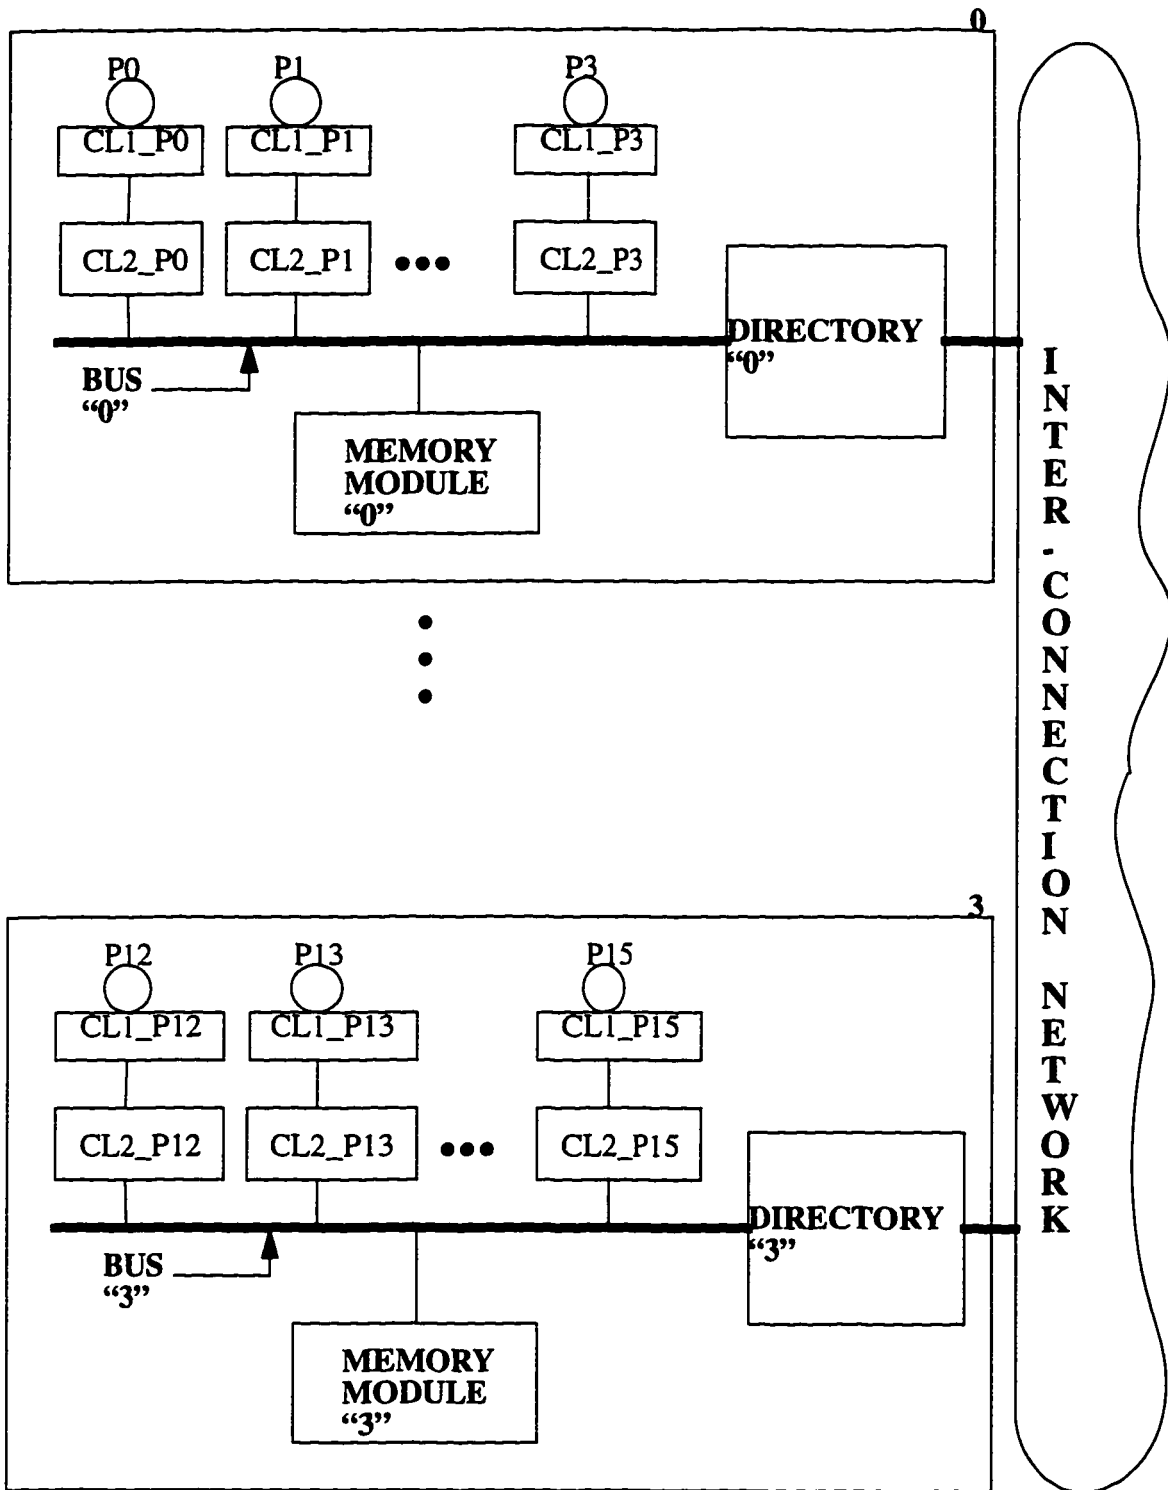 0
P0 P1 P3
CL1_P0 CL1_P1 CL1_P3
CL2_P0 CL2_P1 CL2_P3
DIRECTORY
“0”
BUS
“0”
MEMORY
MODULE
“0”
INTER-CONNECTION NETWORK
3
P12 P13 P15
CL1_P12 CL1_P13 CL1_P15
CL2_P12 CL2_P13 CL2_P15
DIRECTORY
“3”
BUS
“3”
MEMORY
MODULE
“3”